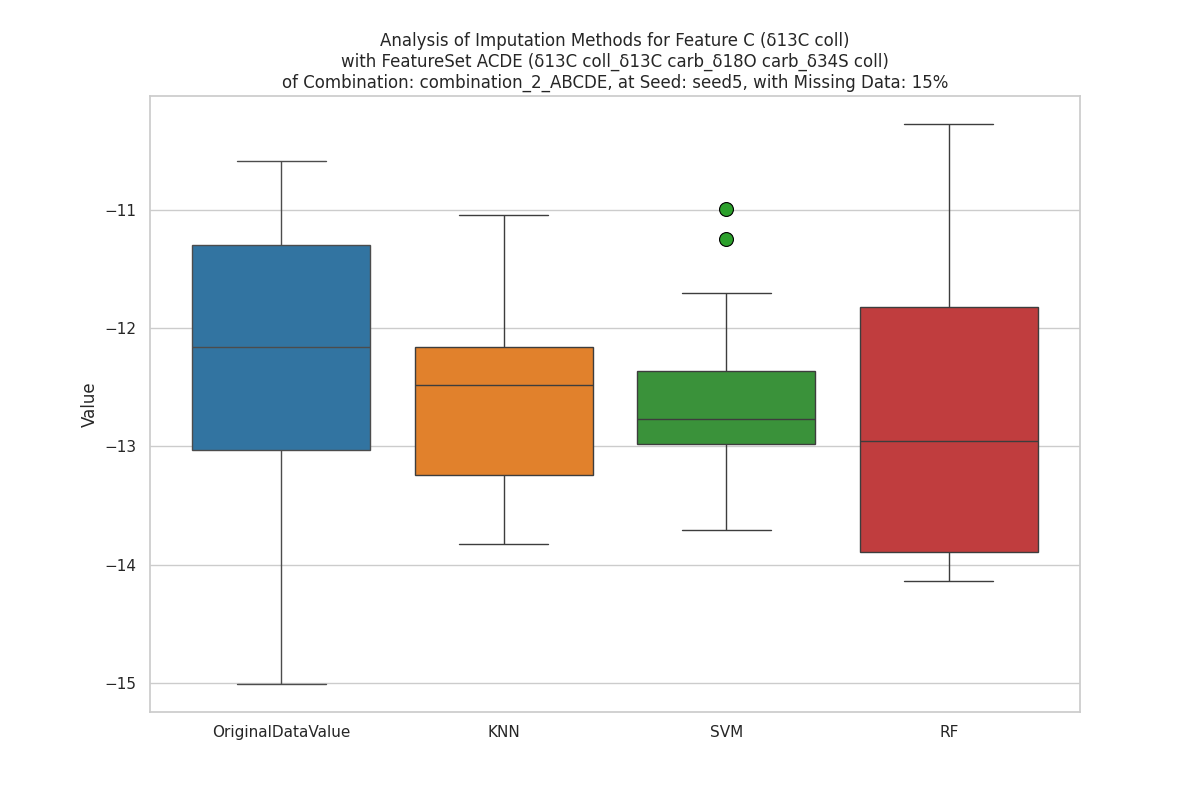 Analysis of Imputation Methods for Feature C (δ13C coll)
with FeatureSet ACDE (δ13C coll_δ13C carb_δ18O carb_δ34S coll)
of Combination: combination_2_ABCDE, at Seed: seed5, with Missing Data: 15%
Value
−11
−12
−13
−14
−15
OriginalDataValue
KNN
SVM
RF